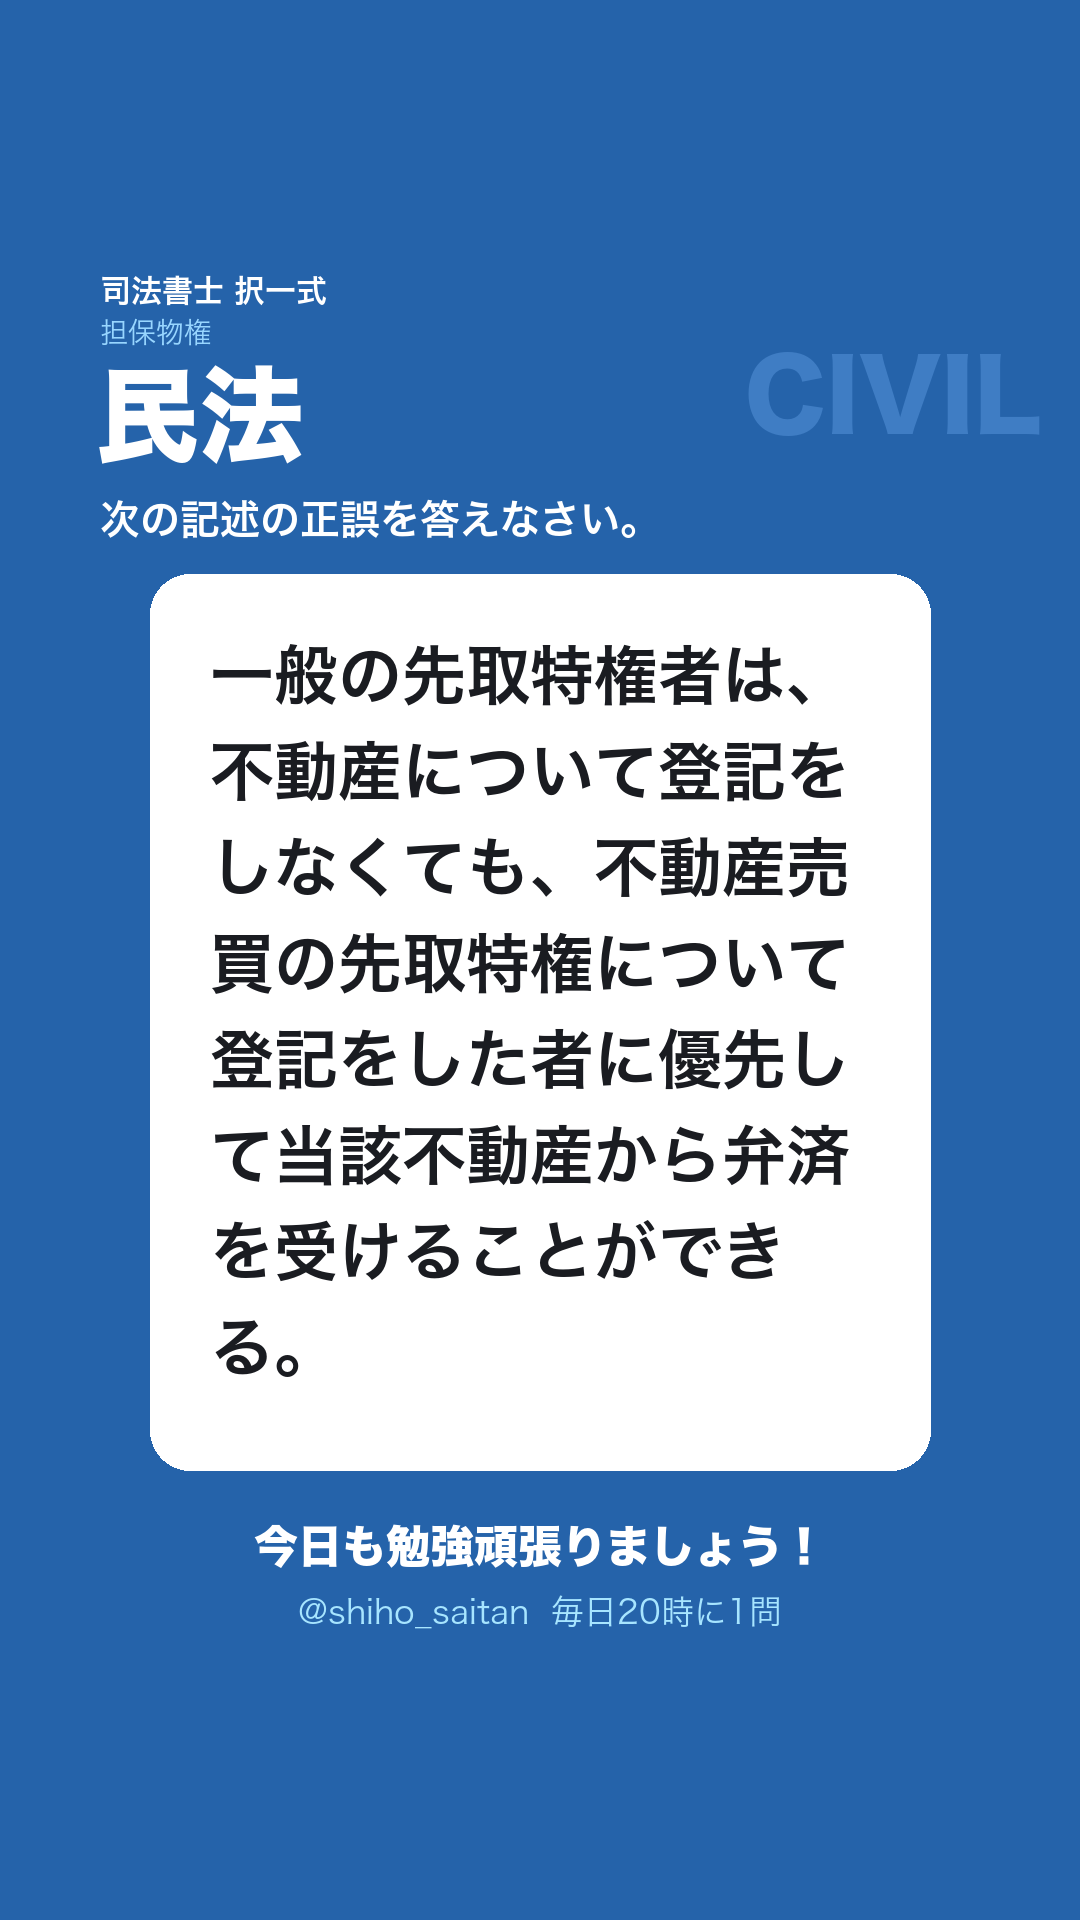 司法書士 択一式
担保物権
民法
CIVIL
次の記述の正誤を答えなさい。
一般の先取特権者は、
不動産について登記を
しなくても、不動産売
買の先取特権について
登記をした者に優先し
て当該不動産から弁済
を受けることができ
る。
今日も勉強頑張りましょう！
@shiho_saitan 毎日20時に1問